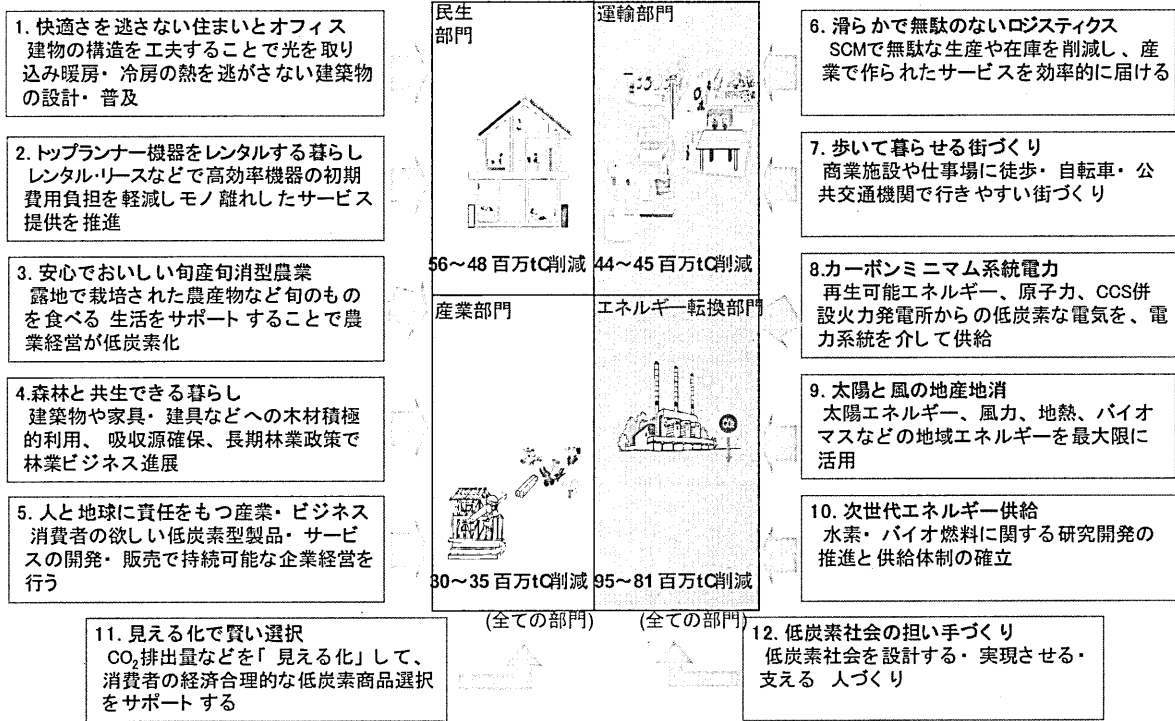 1. 快適さを逃さない住まいとオフィス
建物の構造を工夫することで光を取り
込み暖房・冷房の熱を逃がさない建築物
の設計・普及
2. トップランナー機器をレンタルする暮らし
レンタル・リースなどで高効率機器の初期
費用負担を軽減しモノ離れしたサービス
提供を推進
3. 安心でおいしい旬産旬消型農業
露地で栽培された農産物など旬のもの
を食べる 生活をサポートすることで農
業経営が低炭素化
4.森林と共生できる暮らし
建築物や家具・建具などへの木材積極
的利用、吸収源確保、長期林業政策で
林業ビジネス進展
5. 人と地球に責任をもつ産業・ビジネス
消費者の欲しい低炭素型製品・サービ
スの開発・販売で持続可能な企業経営を
行う
民生
部門
56～48 百万tC削減
運輸部門
44～45 百万tC削減
産業部門
30～35 百万tC削減
(全ての部門)
エネルギー転換部門
95～81 百万tC削減
(全ての部門)
6. 滑らかで無駄のないロジスティクス
SCMで無駄な生産や在庫を削減し、産
業で作られたサービスを効率的に届ける
7. 歩いて暮らせる街づくり
商業施設や仕事場に徒歩・自転車・公
共交通機関で行きやすい街づくり
8.カーボンミニマム系統電力
再生可能エネルギー、原子力、CCS併
設火力発電所からの低炭素な電気を、電
力系統を介して供給
9. 太陽と風の地産地消
太陽エネルギー、風力、地熱、バイオ
マスなどの地域エネルギーを最大限に
活用
10. 次世代エネルギー供給
水素・バイオ燃料に関する研究開発の
推進と供給体制の確立
11. 見える化で賢い選択
CO₂排出量などを「見える化」して、
消費者の経済合理的な低炭素商品選択
をサポートする
12. 低炭素社会の担い手づくり
低炭素社会を設計する・実現させる・
支える 人づくり